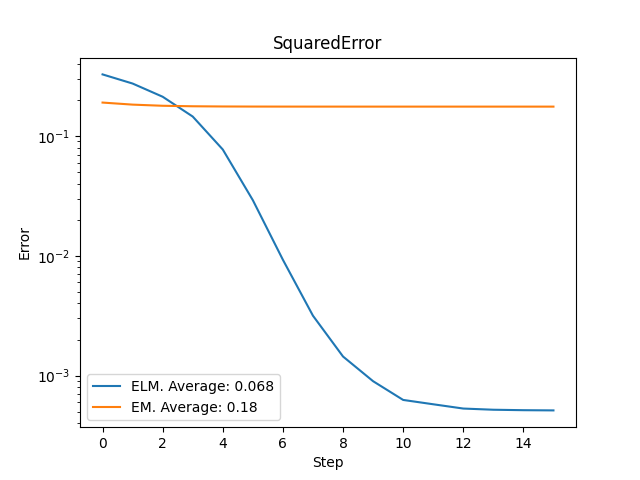 SquaredError
Error
10^{-1}
10^{-2}
10^{-3}
ELM. Average: 0.068
EM. Average: 0.18
0 2 4 6 8 10 12 14
Step